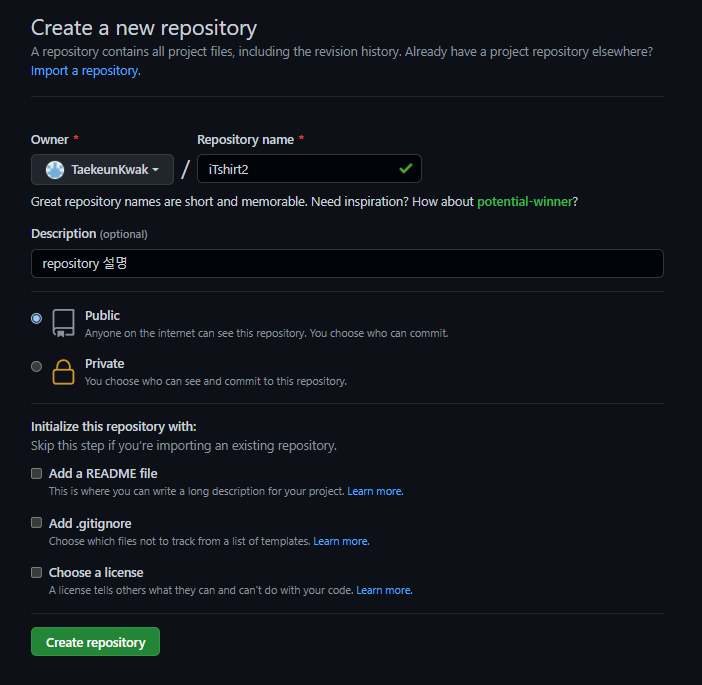 Create a new repository
A repository contains all project files, including the revision history. Already have a project repository elsewhere?
Import a repository.
Owner * Repository name *
TaekeunKwak / iTshirt2
Great repository names are short and memorable. Need inspiration? How about potential-winner?
Description (optional)
repository 설명
Public
Anyone on the internet can see this repository. You choose who can commit.
Private
You choose who can see and commit to this repository.
Initialize this repository with:
Skip this step if you're importing an existing repository.
Add a README file
This is where you can write a long description for your project. Learn more.
Add .gitignore
Choose which files not to track from a list of templates. Learn more.
Choose a license
A license tells others what they can and can't do with your code. Learn more.
Create repository